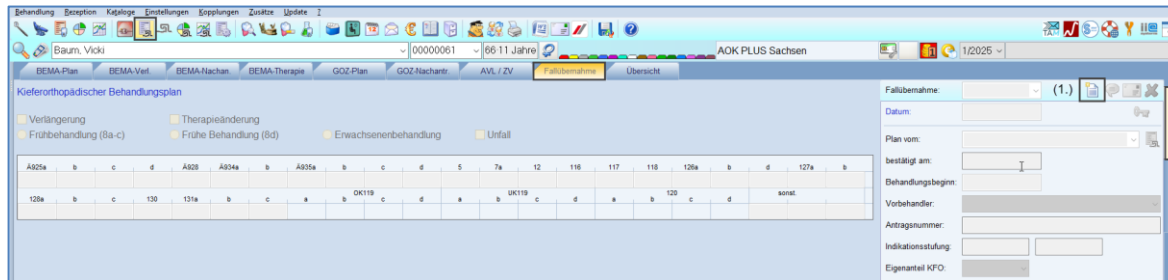 Behandlung Rezeption Kataloge Einstellungen Kopplungen Zusätze Update ?
Baum, Vicki 00000061 66·11 Jahre AOK PLUS Sachsen 1/2025
BEMA-Plan BEMA-Verl. BEMA-Nachan. BEMA-Therapie GOZ-Plan GOZ-Nachantr. AVL / ZV Fallübernahme Übersicht
Kieferorthopädischer Behandlungsplan
Verlängerung Therapieänderung
Frühbehandlung (8a-c) Frühe Behandlung (8d) Erwachsenenbehandlung Unfall
Ä925a b c d Ä928 Ä934a b Ä935a b c d 5 7a 12 116 117 118 126a b d 127a b
OK119 UK119 120 sonst.
128a b c 130 131a b c a b c d a b c d a b c d
Fallübernahme: (1.)
Datum:
Plan vom:
bestätigt am:
Behandlungsbeginn:
Vorbehandler:
Antragsnummer:
Indikationsstufung:
Eigenanteil KFO: